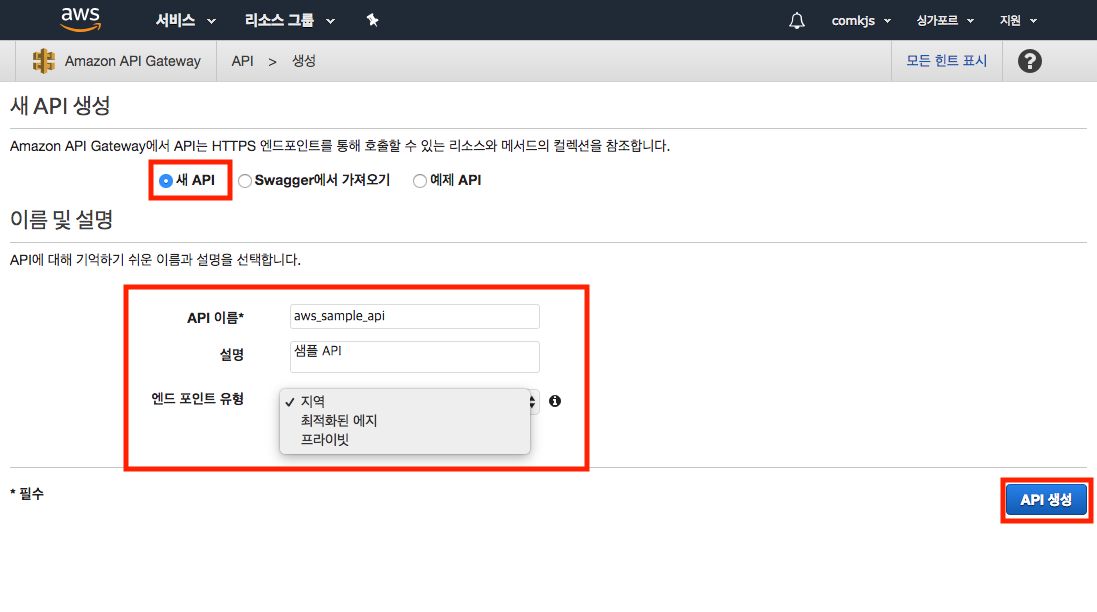 aws 서비스 리소스 그룹 comkjs 싱가포르 지원
Amazon API Gateway API > 생성 모든 힌트 표시 ?
새 API 생성
Amazon API Gateway에서 API는 HTTPS 엔드포인트를 통해 호출할 수 있는 리소스와 메서드의 컬렉션을 참조합니다.
새 API Swagger에서 가져오기 예제 API
이름 및 설명
API에 대해 기억하기 쉬운 이름과 설명을 선택합니다.
API 이름* aws_sample_api
설명 샘플 API
엔드 포인트 유형 ✓ 지역
최적화된 에지
프라이빗
* 필수
API 생성